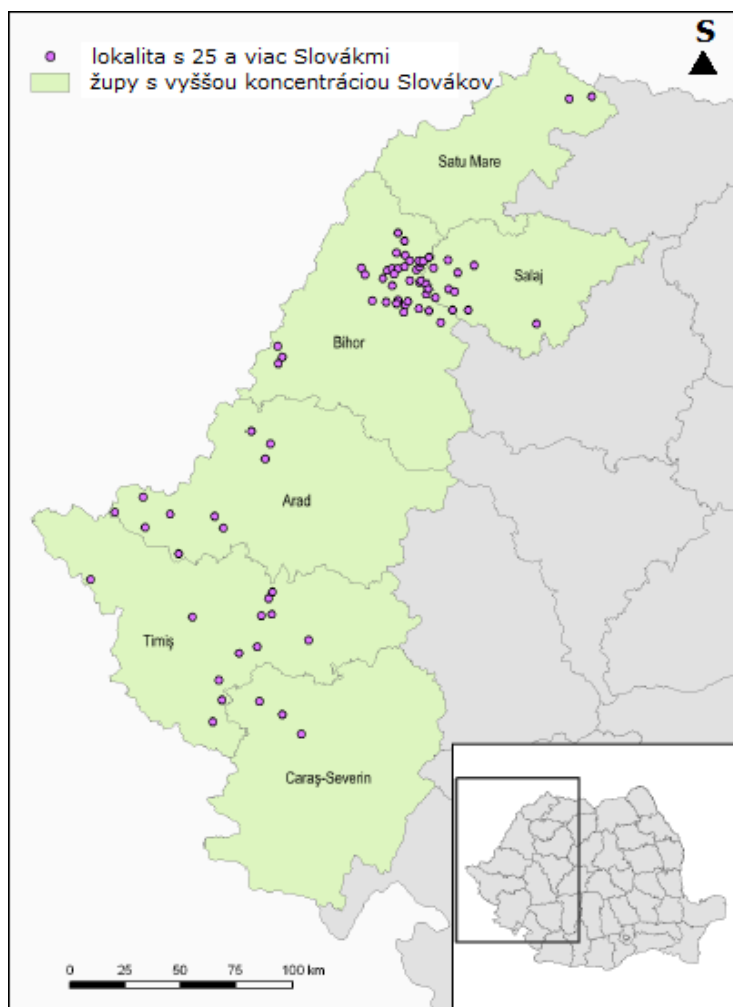 S
lokalita s 25 a viac Slovákmi
župy s vyššou koncentráciou Slovákov
Satu Mare
Salaj
Bihor
Arad
Timiş
Caraş-Severin
0 25 50 75 100 km